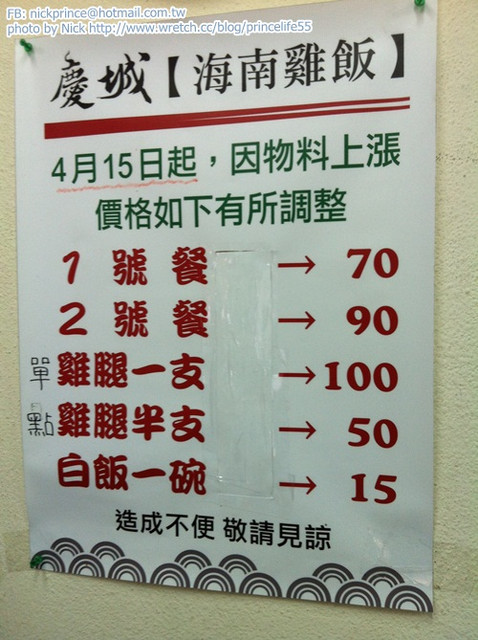 FB: nickprince@hotmail.com.tw
photo by Nick http://www.wretch.cc/blog/princelife55
慶城【海南雞飯】
4月15日起，因物料上漲
價格如下有所調整
1 號 餐 → 70
2 號 餐 → 90
單 雞腿一支 → 100
點 雞腿半支 → 50
白飯一碗 → 15
造成不便 敬請見諒